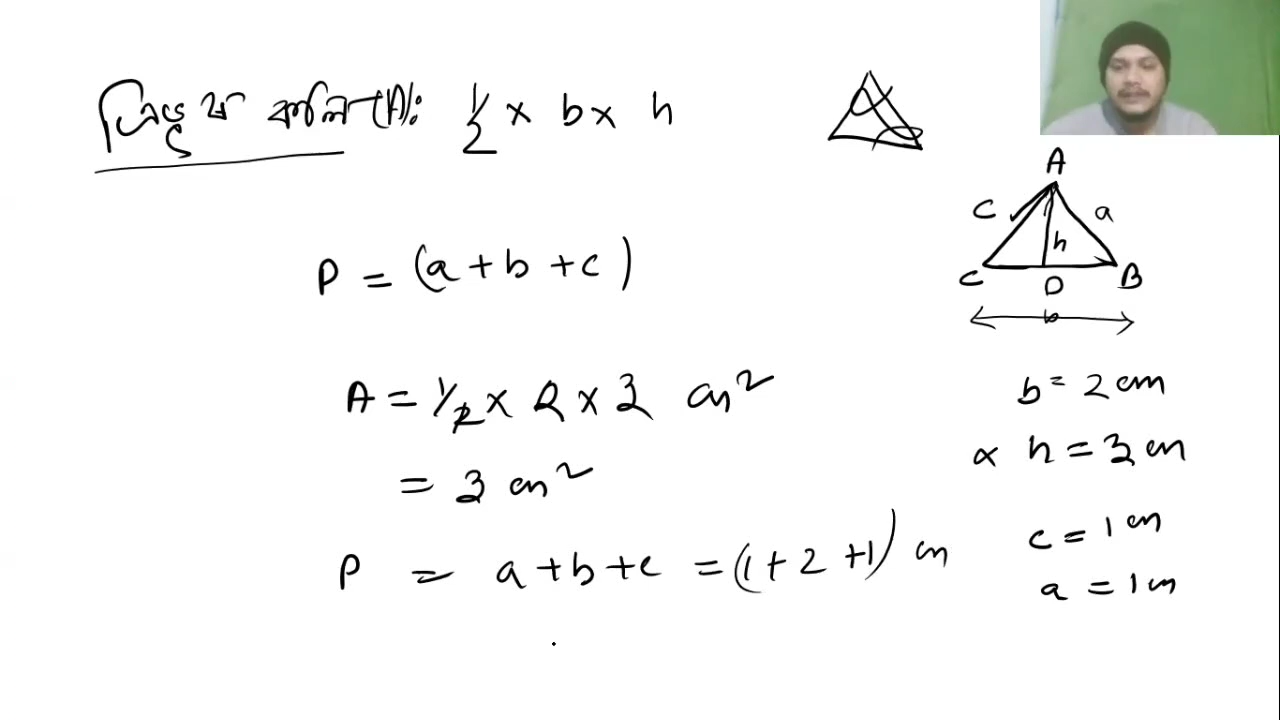 ত্রিভুজৰ কালি (A): 1/2 × b × h
P = (a + b + c)
A = 1/2 × 2 × 3 cm²
= 3 cm²
P = a + b + c = (1 + 2 + 1) cm
A
C a
h
C D B
b
b = 2 cm
h = 3 cm
c = 1 cm
a = 1 cm